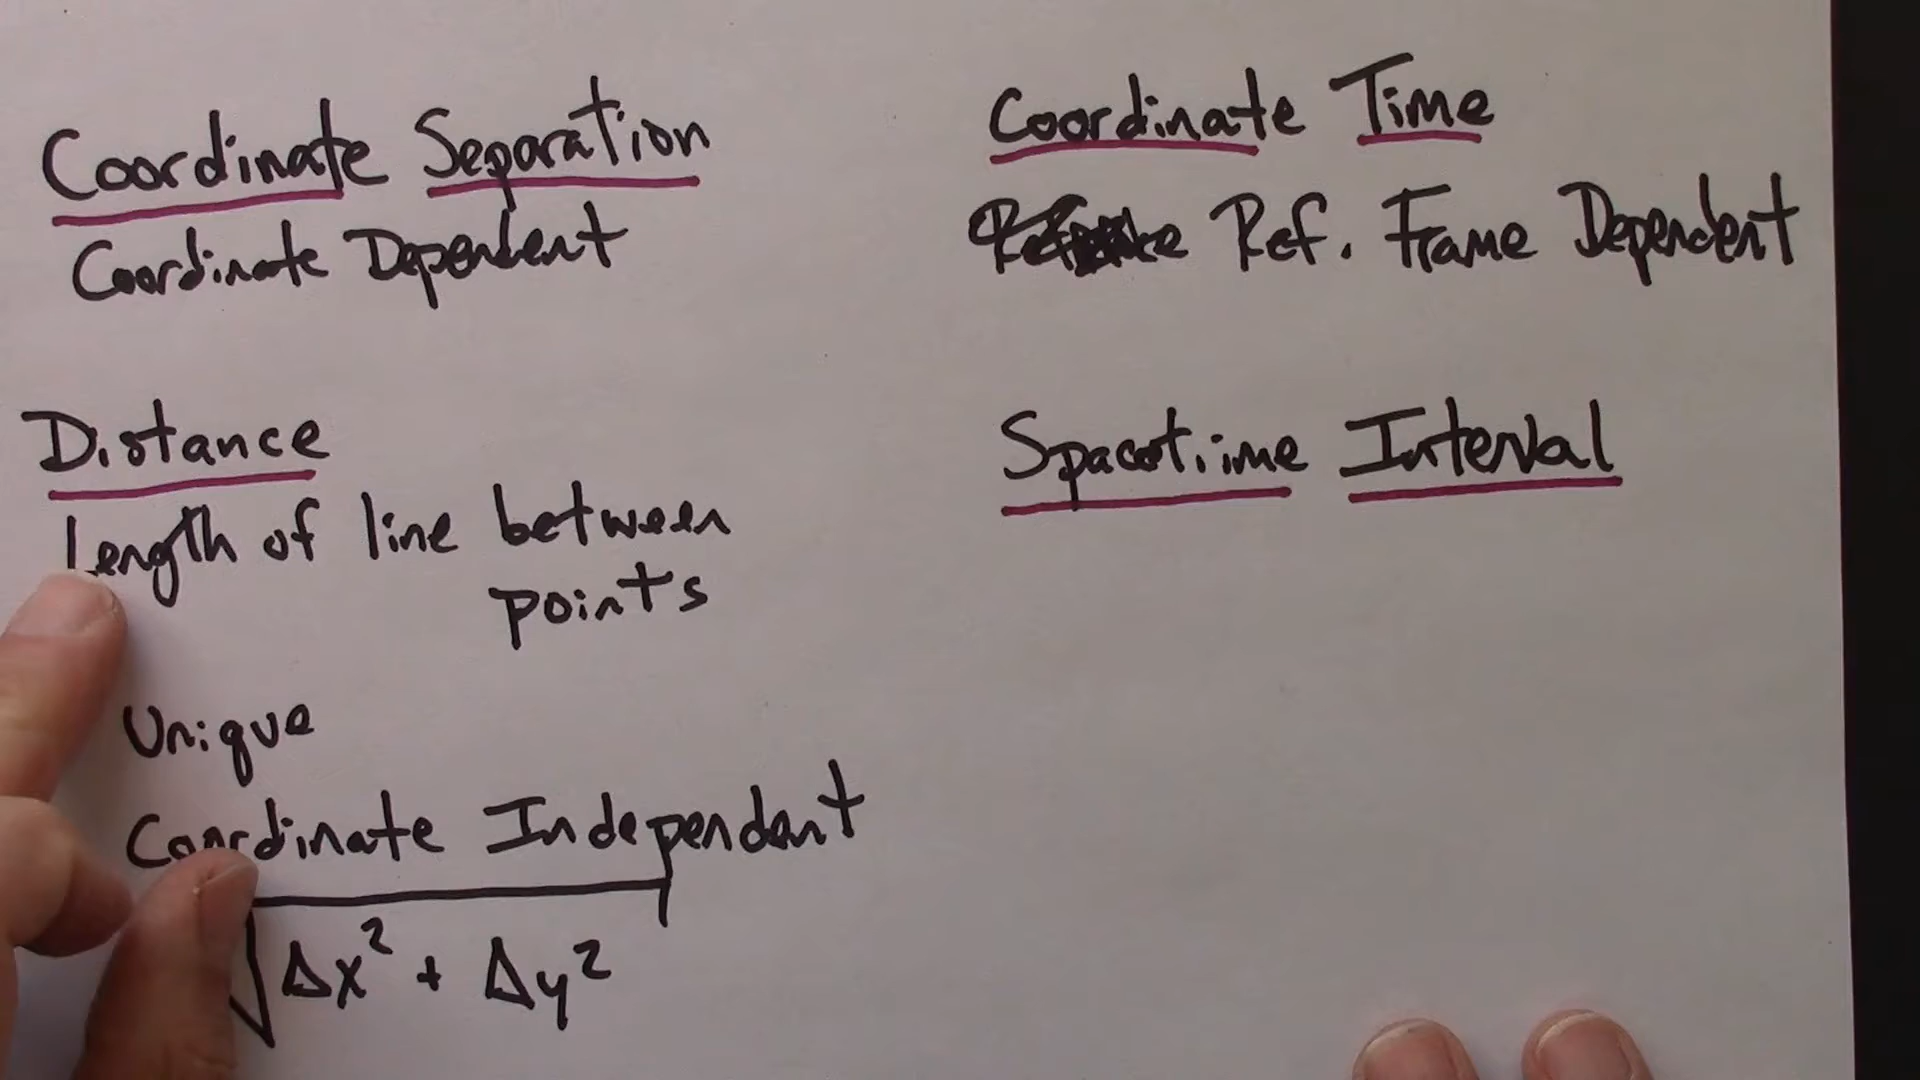 Coordinate Separation
Coordinate Dependent
Distance
Length of line between
points
Unique
Coordinate Independent
√Δx² + Δy²
Coordinate Time
Ref. Frame Dependent
Spacetime Interval